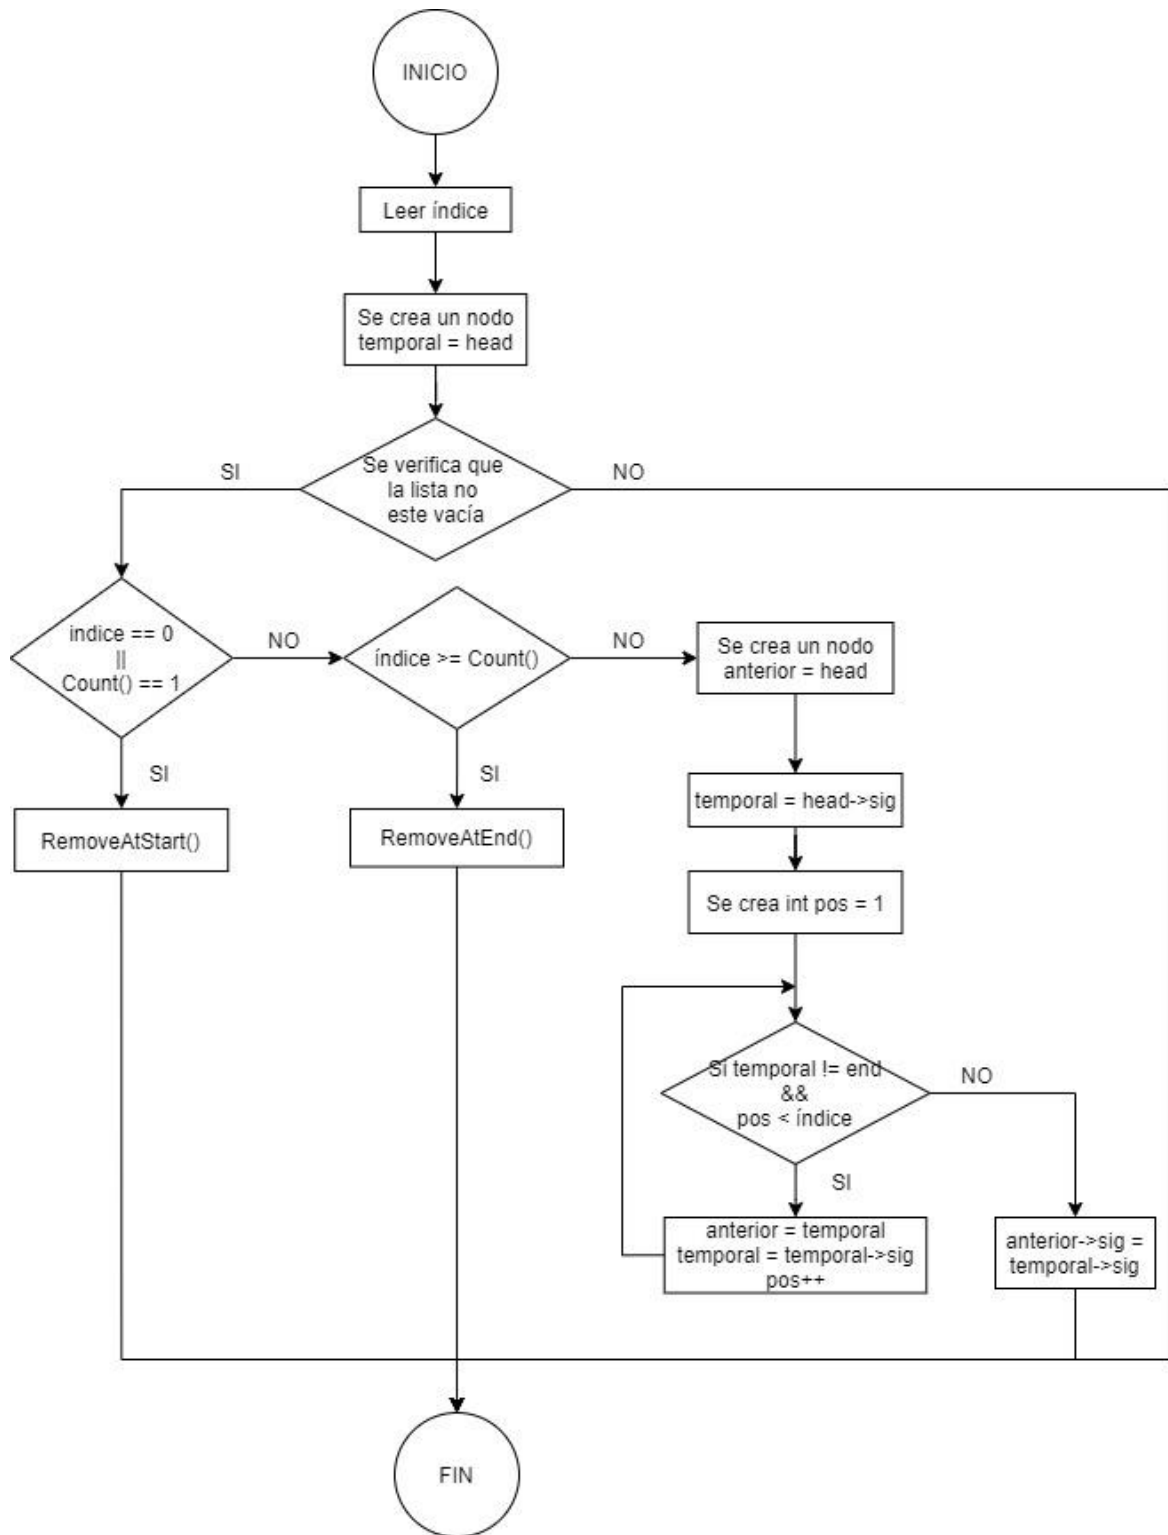 INICIO
Leer índice
Se crea un nodo
temporal = head
SI
NO
Se verifica que
la lista no
este vacía
indice == 0
||
Count() == 1
NO
índice >= Count()
NO
Se crea un nodo
anterior = head
SI
SI
temporal = head->sig
RemoveAtStart()
RemoveAtEnd()
Se crea int pos = 1
Si temporal != end
&&
pos < índice
NO
SI
anterior = temporal
temporal = temporal->sig
pos++
anterior->sig =
temporal->sig
FIN